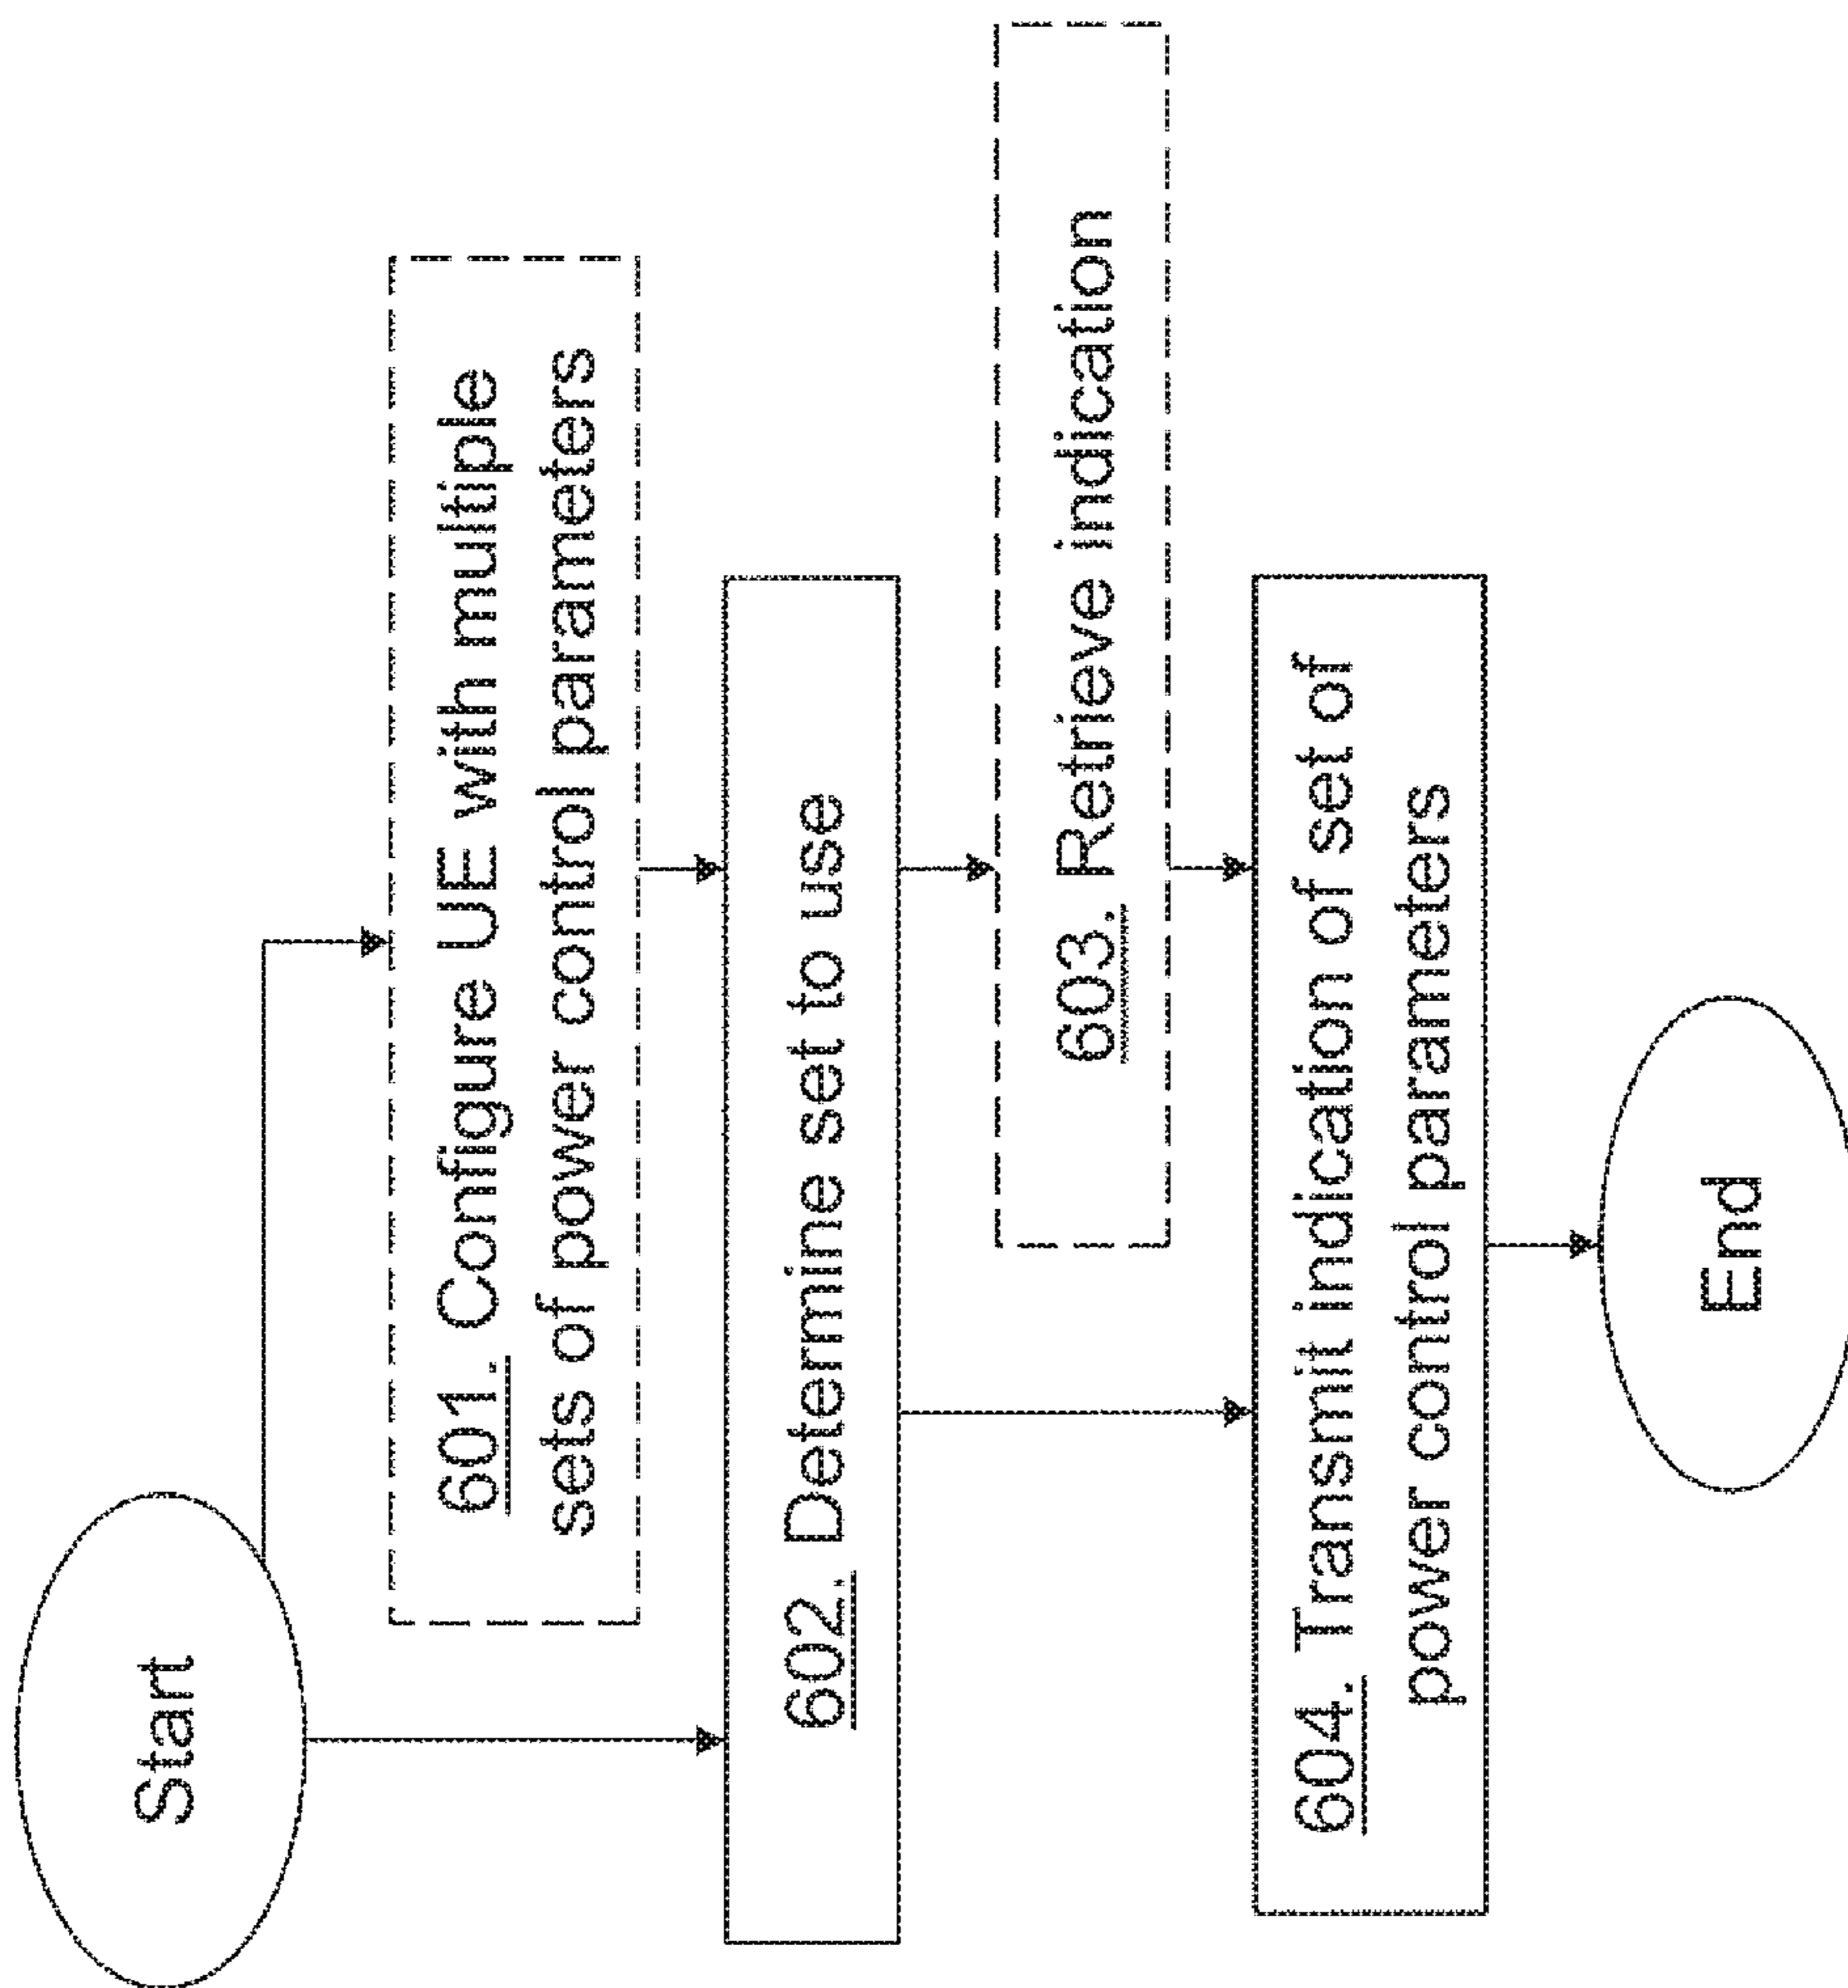 Start
601. Configure UE with multiple
sets of power control parameters
602. Determine set to use
603. Retrieve indication
604. Transmit indication of set of
power control parameters
End